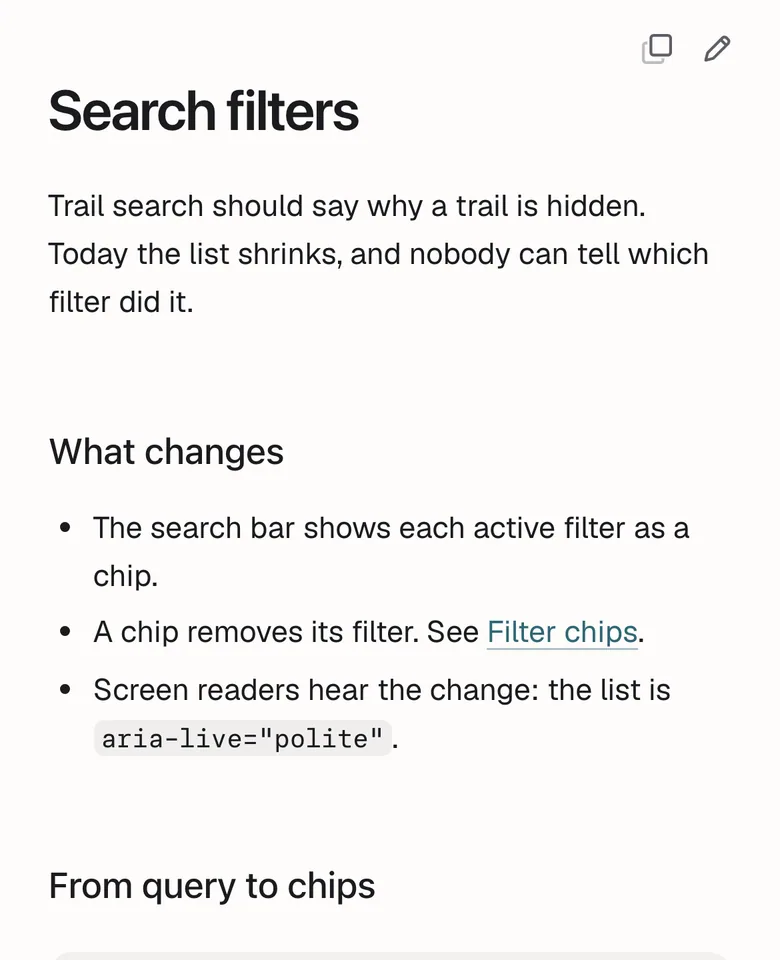 Search filters
Trail search should say why a trail is hidden.
Today the list shrinks, and nobody can tell which
filter did it.
What changes
• The search bar shows each active filter as a
chip.
• A chip removes its filter. See Filter chips.
• Screen readers hear the change: the list is
aria-live="polite".
From query to chips